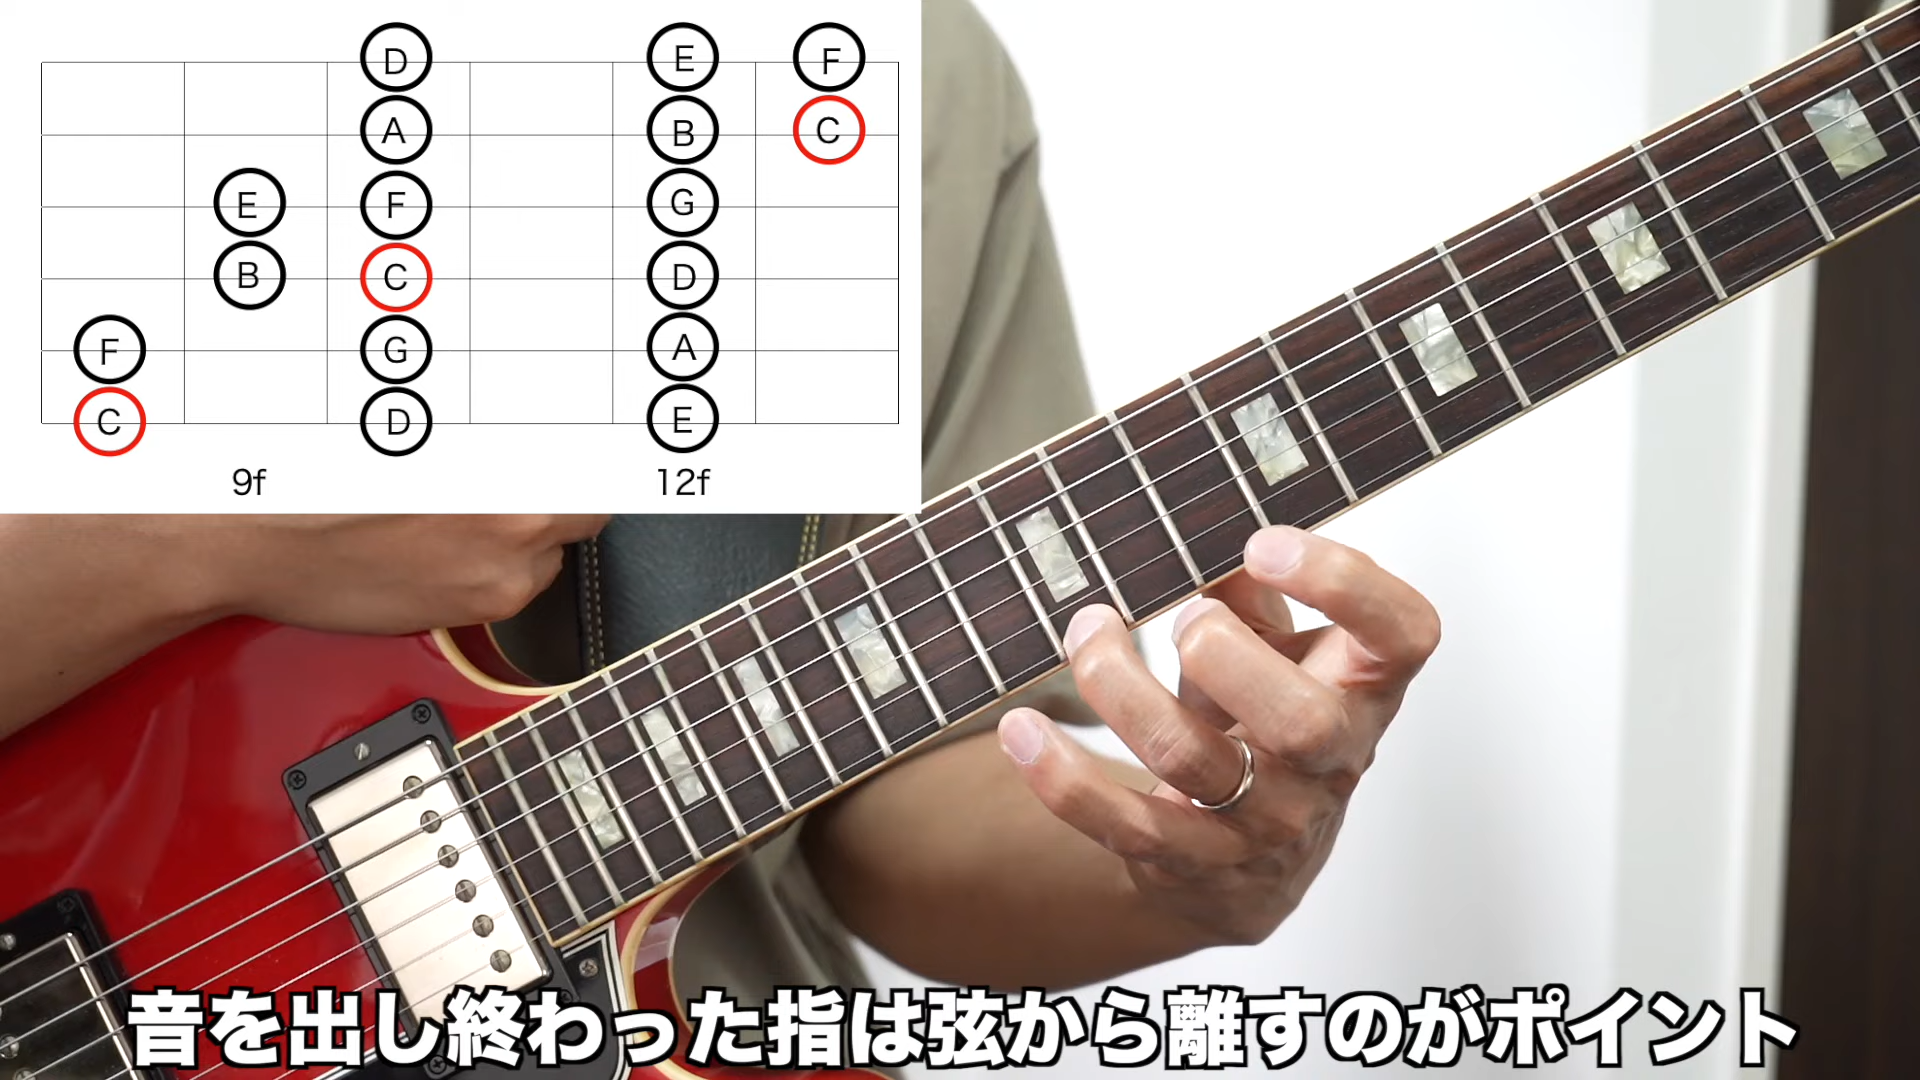 D E F
A B C
E F G
B C D
F G A
C D E
9f 12f
音を出し終わった指は弦から離すのがポイント